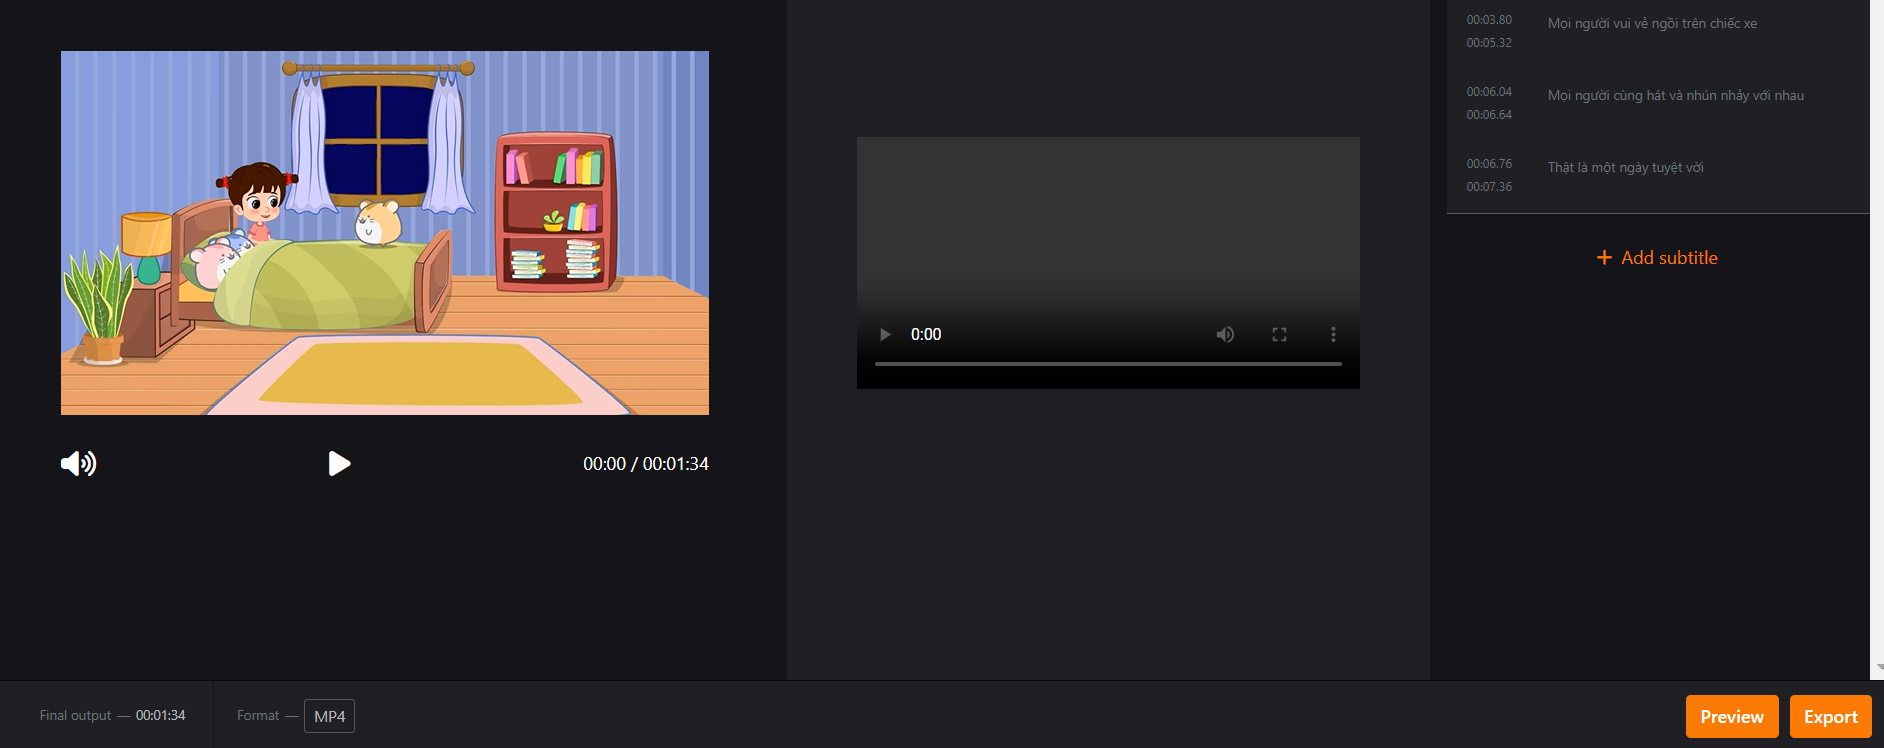 00:03.80
Mọi người vui vẻ ngồi trên chiếc xe
00:05.32
00:06.04
Mọi người cùng hát và nhún nhảy với nhau
00:06.64
00:06.76
Thật là một ngày tuyệt vời
00:07.36
+ Add subtitle
0:00
00:00 / 00:01:34
Final output — 00:01:34
Format — MP4
Preview
Export